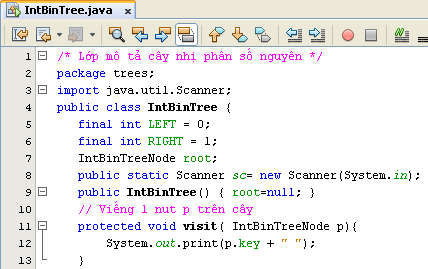 IntBinTree.java
1 /* Lớp mô tả cây nhị phân số nguyên */
2 package trees;
3 import java.util.Scanner;
4 public class IntBinTree {
5 final int LEFT = 0;
6 final int RIGHT = 1;
7 IntBinTreeNode root;
8 public static Scanner sc= new Scanner(System.in);
9 public IntBinTree() { root=null; }
10 // Viếng 1 nut p trên cây
11 protected void visit( IntBinTreeNode p){
12 System.out.print(p.key + " ");
13 }